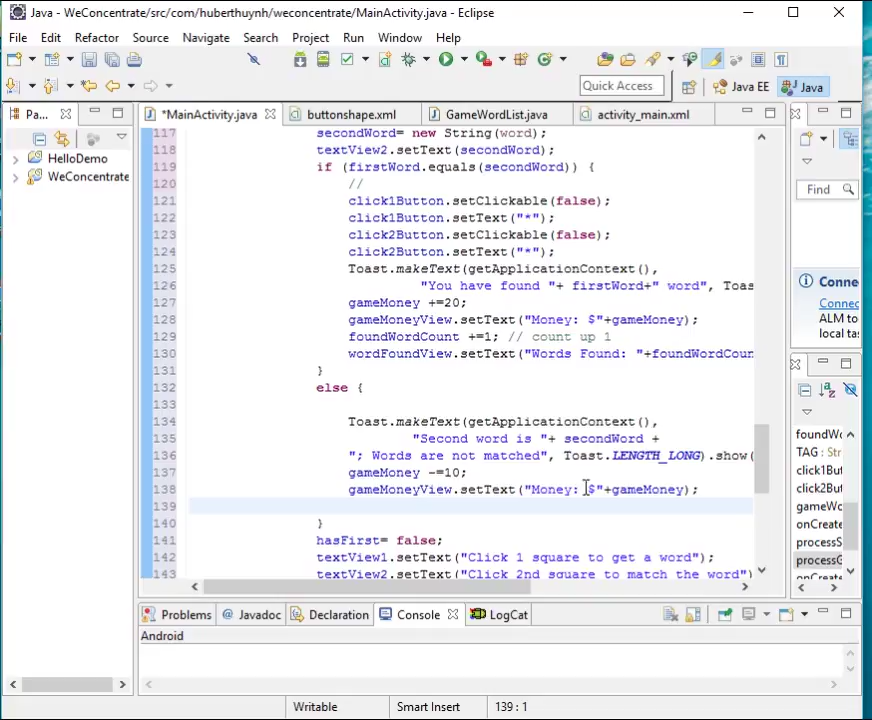 Java - WeConcentrate/src/com/huberthuynh/weconcentrate/MainActivity.java - Eclipse
File Edit Refactor Source Navigate Search Project Run Window Help
Quick Access Java EE Java
Pa... *MainActivity.java buttonshape.xml GameWordList.java activity_main.xml
HelloDemo
WeConcentrate
117 secondWord= new String(word);
118 textView2.setText(secondWord);
119 if (firstWord.equals(secondWord)) {
120 //
121 click1Button.setClickable(false);
122 click1Button.setText("*");
123 click2Button.setClickable(false);
124 click2Button.setText("*");
125 Toast.makeText(getApplicationContext(),
126 "You have found "+ firstWord+" word", Toas
127 gameMoney +=20;
128 gameMoneyView.setText("Money: $"+gameMoney);
129 foundWordCount +=1; // count up 1
130 wordFoundView.setText("Words Found: "+foundWordCoun
131 }
132 else {
133
134 Toast.makeText(getApplicationContext(),
135 "Second word is "+ secondWord +
136 "; Words are not matched", Toast.LENGTH_LONG).show(
137 gameMoney -=10;
138 gameMoneyView.setText("Money: $"+gameMoney);
139
140 }
141 hasFirst= false;
142 textView1.setText("Click 1 square to get a word");
143 textView2.setText("Click 2nd square to match the word")
Find
Conne
Connec
ALM to
local ta
foundWo
TAG : Str
click1But
click2But
gameWo
onCreate
processS
processG
onCreate
Problems @ Javadoc Declaration Console LogCat
Android
Writable Smart Insert 139 : 1